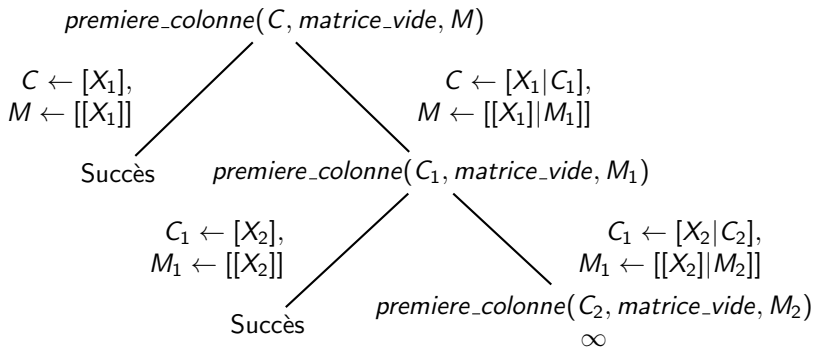 premiere_colonne(C, matrice_vide, M)
C ← [X₁],
M ← [[X₁]]
C ← [X₁|C₁],
M ← [[X₁]|M₁]]
Succès
premiere_colonne(C₁, matrice_vide, M₁)
C₁ ← [X₂],
M₁ ← [[X₂]]
C₁ ← [X₂|C₂],
M₁ ← [[X₂]|M₂]]
Succès
premiere_colonne(C₂, matrice_vide, M₂)
∞